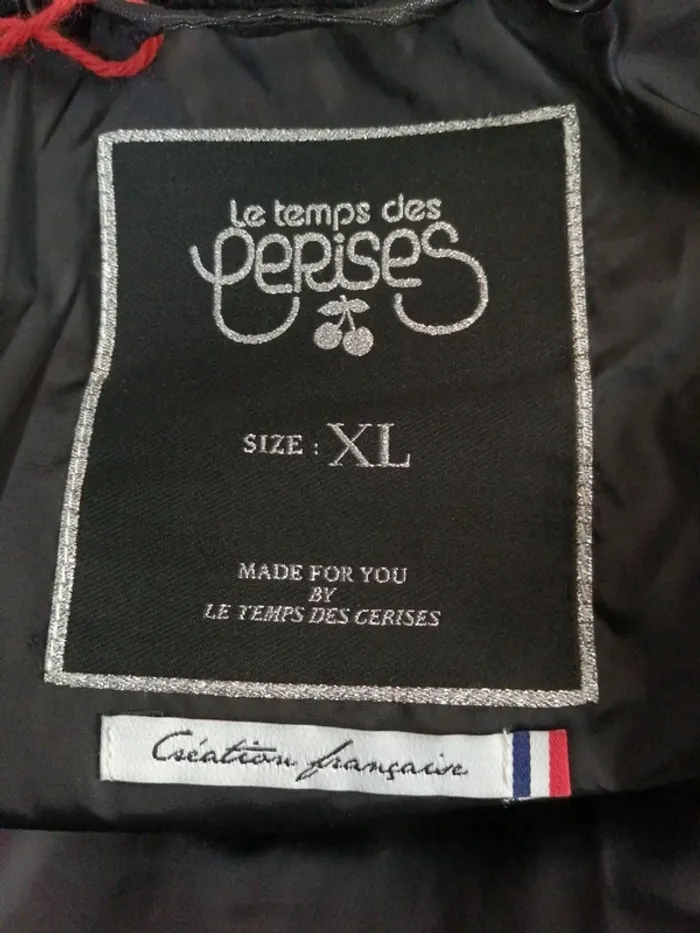 Le temps des
CERISES
SIZE : XL
MADE FOR YOU
BY
LE TEMPS DES CERISES
Création française